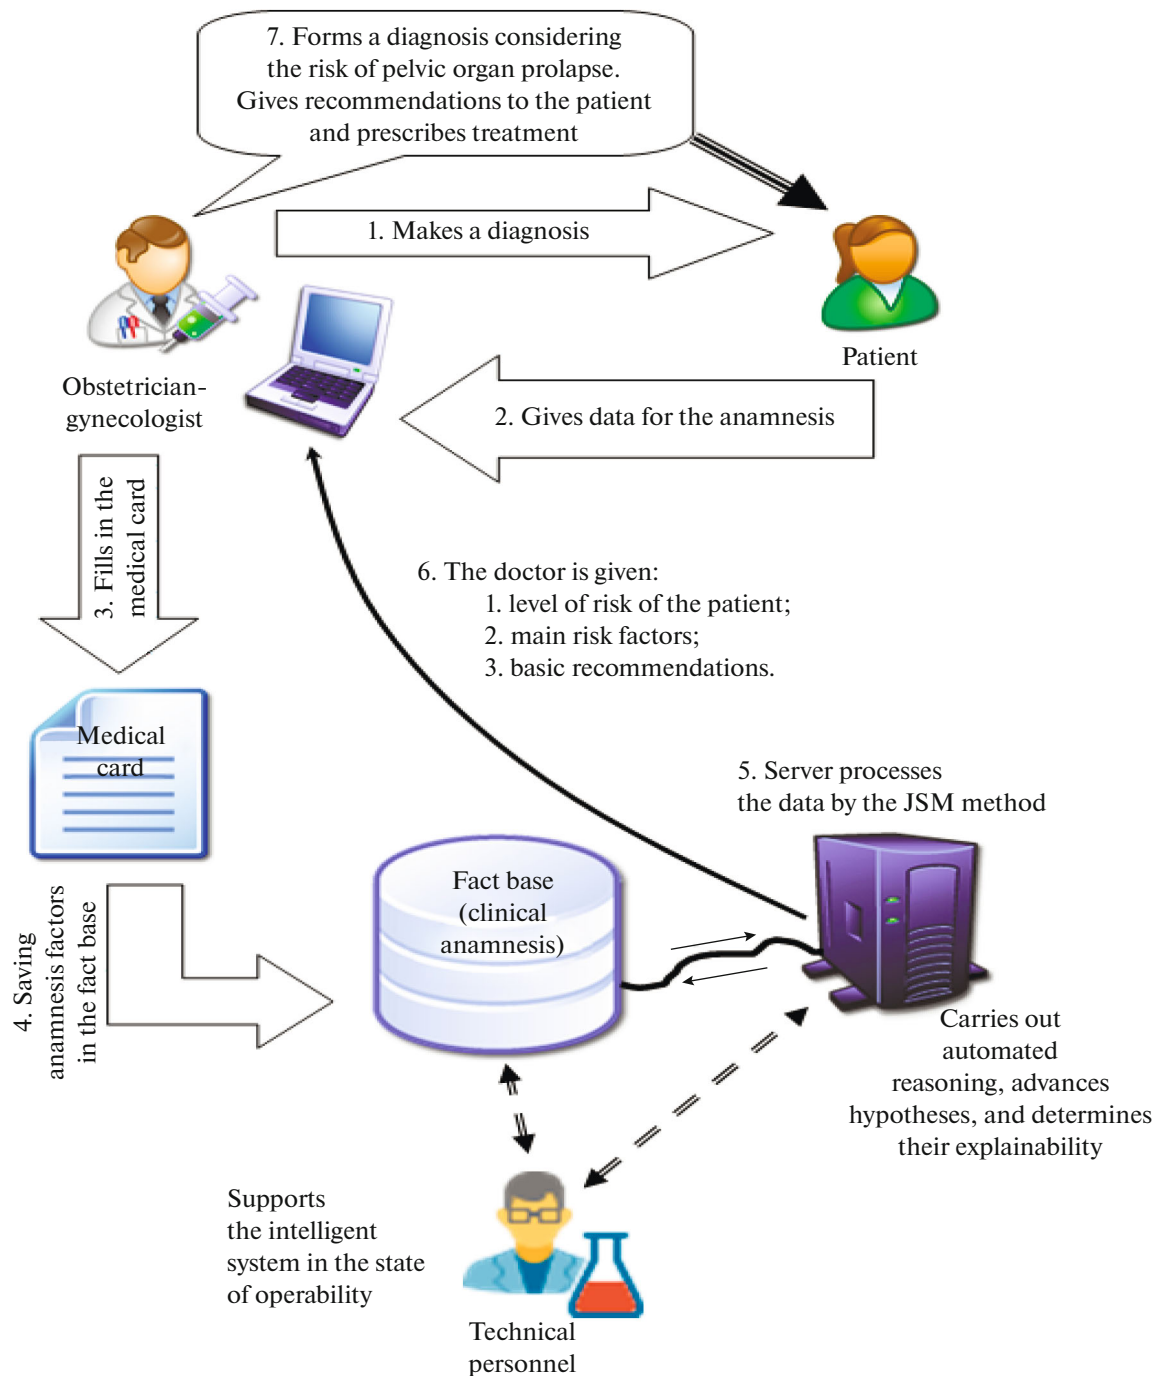 7. Forms a diagnosis considering
the risk of pelvic organ prolapse.
Gives recommendations to the patient
and prescribes treatment
1. Makes a diagnosis
Patient
Obstetrician-
gynecologist
2. Gives data for the anamnesis
3. Fills in the
medical card
6. The doctor is given:
1. level of risk of the patient;
2. main risk factors;
3. basic recommendations.
Medical
card
5. Server processes
the data by the JSM method
Fact base
(clinical
anamnesis)
4. Saving
anamnesis factors
in the fact base
Carries out
automated
reasoning, advances
hypotheses, and determines
their explainability
Supports
the intelligent
system in the state
of operability
Technical
personnel